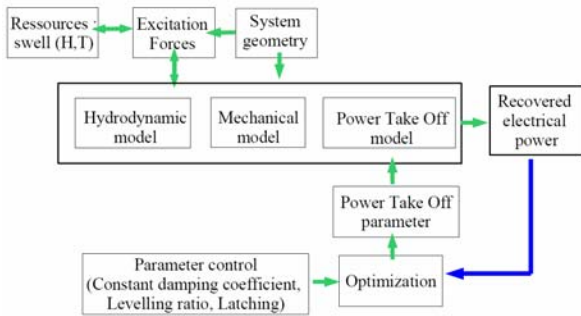 Ressources :
swell (H,T)
Excitation
Forces
System
geometry
Hydrodynamic
model
Mechanical
model
Power Take Off
model
Recovered
electrical
power
Power Take Off
parameter
Parameter control
(Constant damping coefficient,
Levelling ratio, Latching)
Optimization